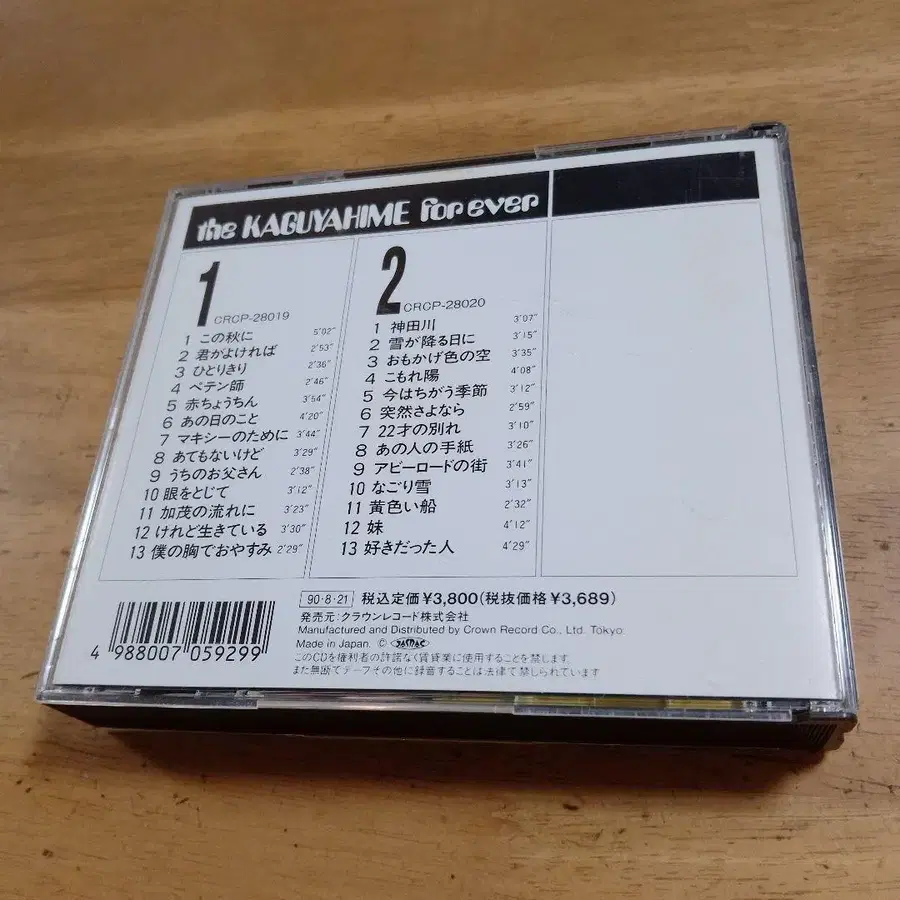 the KAGUYAHIME for ever
1
CRCP-28019
1 この秋に 5'02"
2 君がよければ 2'53"
3 ひとりきり 2'36"
4 ペテン師 2'46"
5 赤ちょうちん 3'54"
6 あの日のこと 4'20"
7 マキシーのために 3'44"
8 あてもないけど 3'29"
9 うちのお父さん 2'38"
10 眼をとじて 3'12"
11 加茂の流れに 3'23"
12 けれど生きている 3'30"
13 僕の胸でおやすみ 2'29"
2
CRCP-28020
1 神田川 3'07"
2 雪が降る日に 3'15"
3 おもかげ色の空 3'35"
4 こもれ陽 4'08"
5 今はちがう季節 3'12"
6 突然さよなら 2'59"
7 22才の別れ 3'10"
8 あの人の手紙 3'26"
9 アビーロードの街 3'41"
10 なごり雪 3'13"
11 黄色い船 2'32"
12 妹 4'12"
13 好きだった人 4'29"
4 988007 059299
90・8・21 税込定価¥3,800(税抜価格¥3,689)
発売元:クラウンレコード株式会社
Manufactured and Distributed by Crown Record Co., Ltd. Tokyo.
Made in Japan. © JASRAC
このCDを権利者の許諾なく賃貸業に使用することを禁じます。
また無断でテープその他に録音することは法律で禁じられています